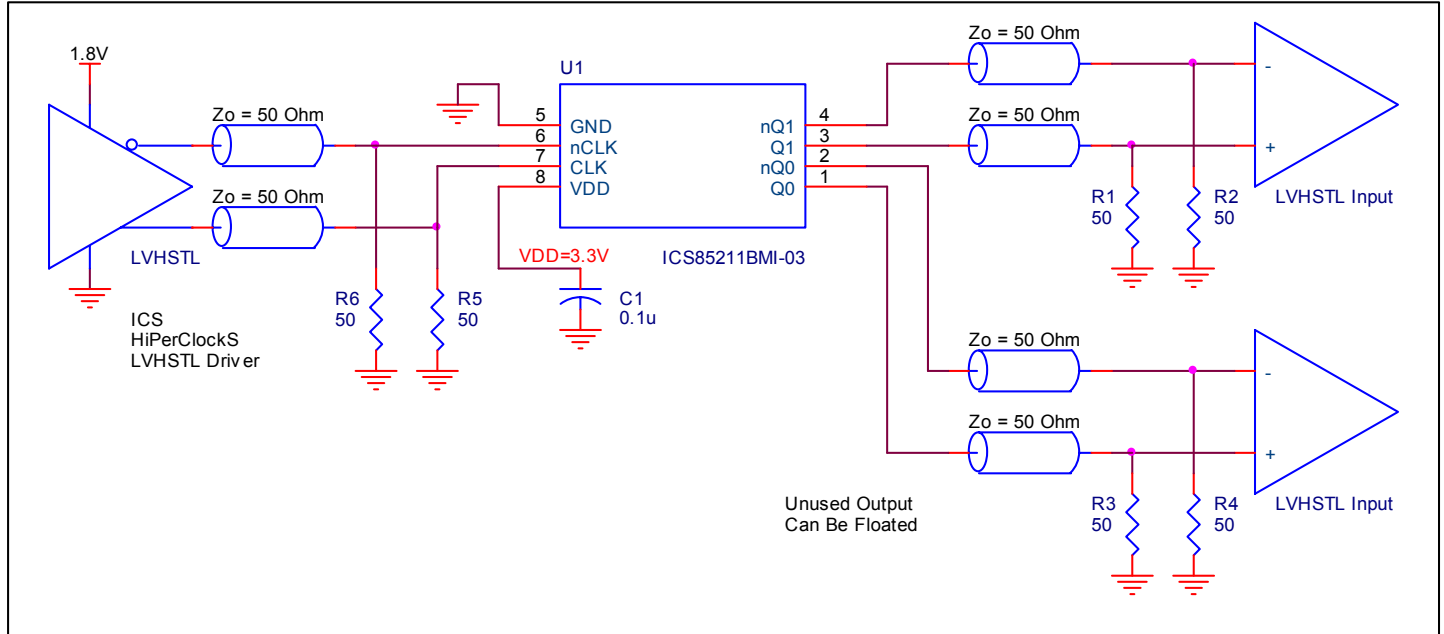 1.8V
Zo = 50 Ohm
Zo = 50 Ohm
LVHSTL
ICS
HiPerClockS
LVHSTL Driver
R6
50
R5
50
U1
5
GND
6
nCLK
7
CLK
8
VDD
nQ1
4
Q1
3
nQ0
2
Q0
1
VDD=3.3V
ICS85211BMI-03
C1
0.1u
Zo = 50 Ohm
Zo = 50 Ohm
-
+
R1
50
R2
50
LVHSTL Input
Zo = 50 Ohm
Zo = 50 Ohm
-
+
Unused Output
Can Be Floated
R3
50
R4
50
LVHSTL Input